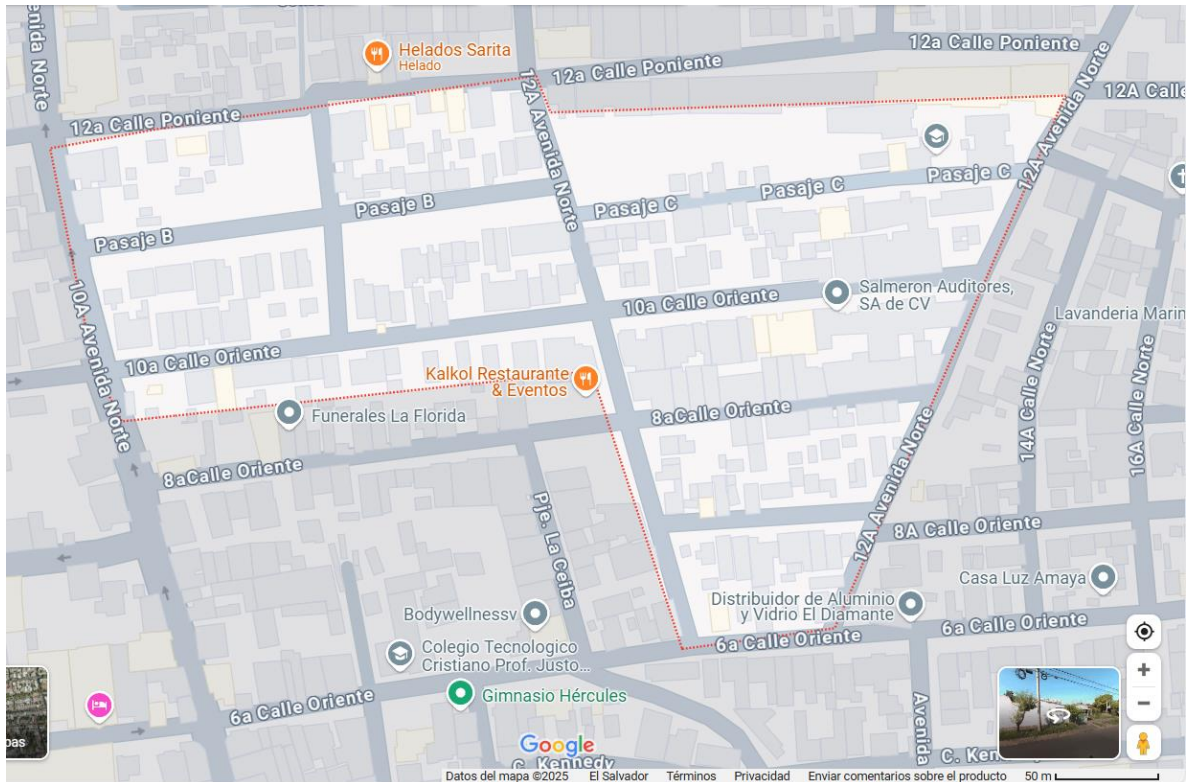 enida Norte
Helados Sarita
Helado
12a Calle Poniente
12a Calle Poniente
12A Calle
12a Calle Poniente
12A Avenida Norte
12A Avenida Norte
Pasaje C
Pasaje C
Pasaje B
Pasaje C
Pasaje B
Salmeron Auditores,
SA de CV
10a Calle Oriente
Lavanderia Marin
10A Avenida Norte
10a Calle Oriente
Kalkol Restaurante
& Eventos
14A Calle Norte
16A Calle Norte
Funerales La Florida
8aCalle Oriente
8aCalle Oriente
12A Avenida Norte
8A Calle Oriente
Pje. La Ceiba
Casa Luz Amaya
Distribuidor de Aluminio
y Vidrio El Diamante
Bodywellnessv
6a Calle Oriente
6a Calle Oriente
Colegio Tecnologico
Cristiano Prof. Justo...
Gimnasio Hércules
6a Calle Oriente
Avenida
pas
Google
C. Kennedy
C. Kenn
Datos del mapa ©2025 El Salvador Términos Privacidad Enviar comentarios sobre el producto 50 m